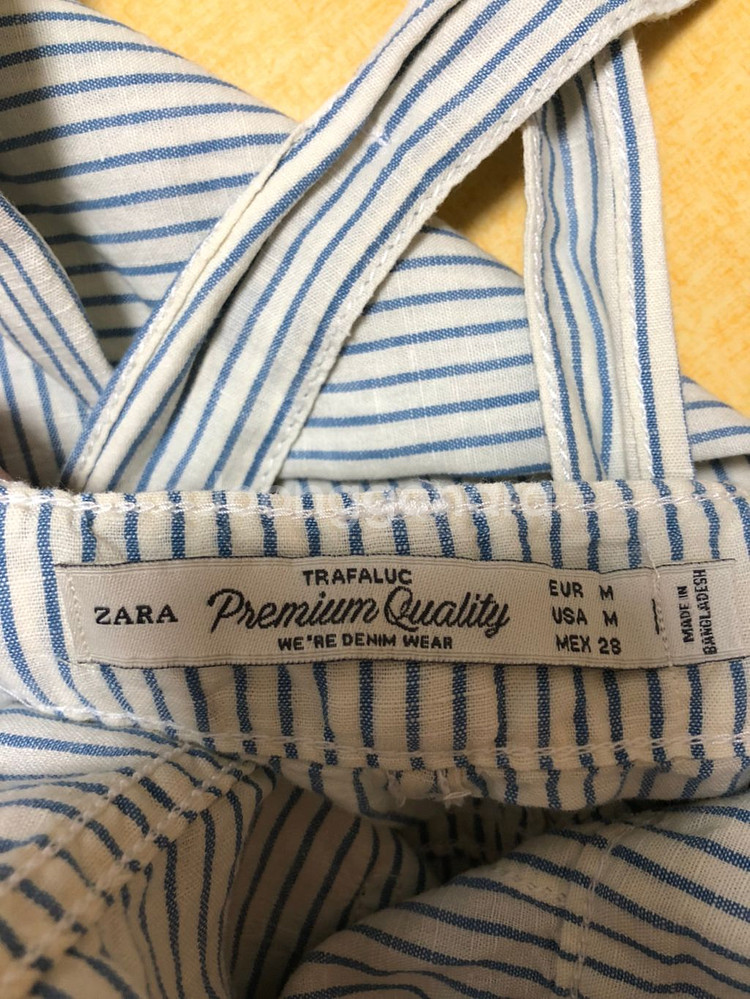 ZARA
TRAFALUC
Premium Quality
WE'RE DENIM WEAR
EUR M
USA M
MEX 28
MADE IN
BANGLADESH